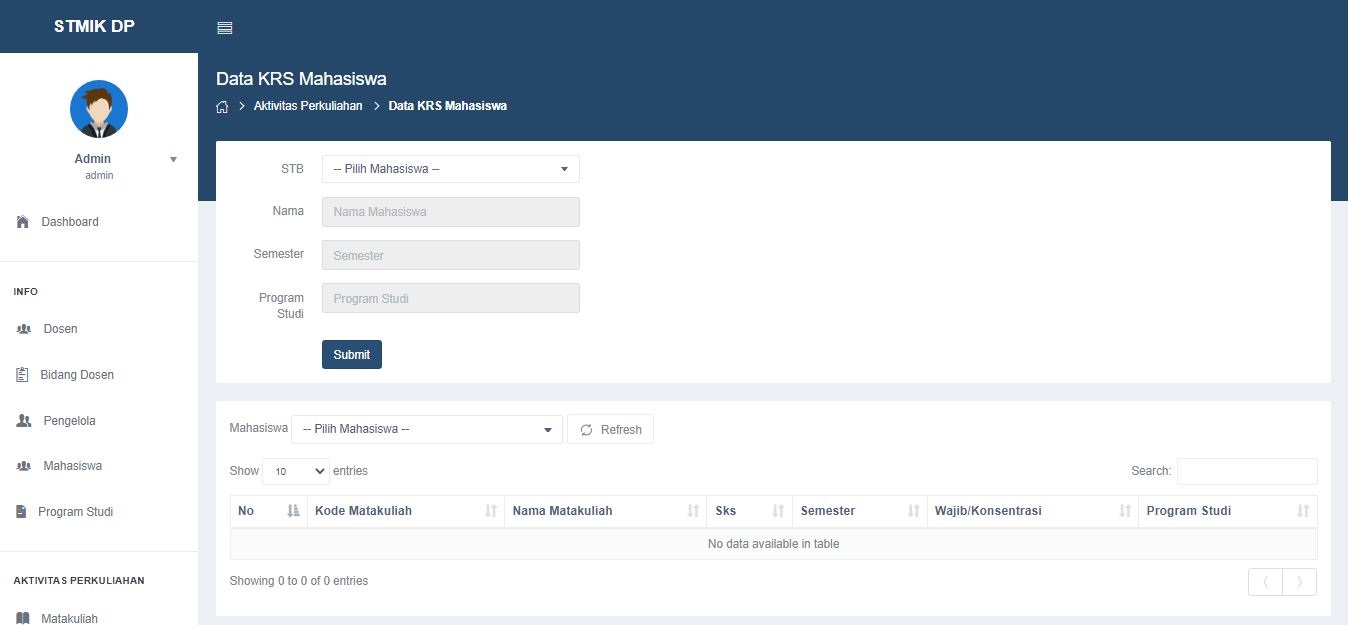 STMIK DP
Admin
admin
Dashboard
INFO
Dosen
Bidang Dosen
Pengelola
Mahasiswa
Program Studi
AKTIVITAS PERKULIAHAN
Matakuliah
Data KRS Mahasiswa
Aktivitas Perkuliahan > Data KRS Mahasiswa
STB -- Pilih Mahasiswa --
Nama Nama Mahasiswa
Semester Semester
Program Studi Program Studi
Submit
Mahasiswa -- Pilih Mahasiswa -- Refresh
Show 10 entries Search:
No Kode Matakuliah Nama Matakuliah Sks Semester Wajib/Konsentrasi Program Studi
No data available in table
Showing 0 to 0 of 0 entries